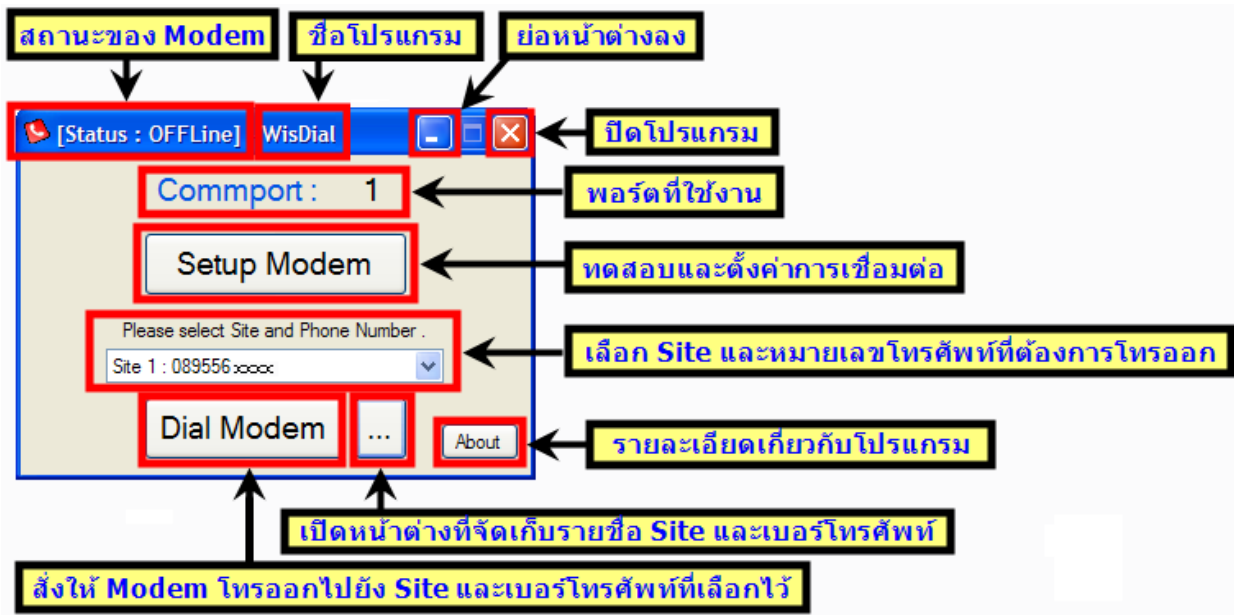 สถานะของ Modem
ชื่อโปรแกรม
ย่อหน้าต่างลง
[Status : OFFLine] WisDial
ปิดโปรแกรม
Commport : 1
พอร์ตที่ใช้งาน
Setup Modem
ทดสอบและตั้งค่าการเชื่อมต่อ
Please select Site and Phone Number .
Site 1 : 089556xxxx
เลือก Site และหมายเลขโทรศัพท์ที่ต้องการโทรออก
Dial Modem
...
About
รายละเอียดเกี่ยวกับโปรแกรม
เปิดหน้าต่างที่จัดเก็บรายชื่อ Site และเบอร์โทรศัพท์
สั่งให้ Modem โทรออกไปยัง Site และเบอร์โทรศัพท์ที่เลือกไว้